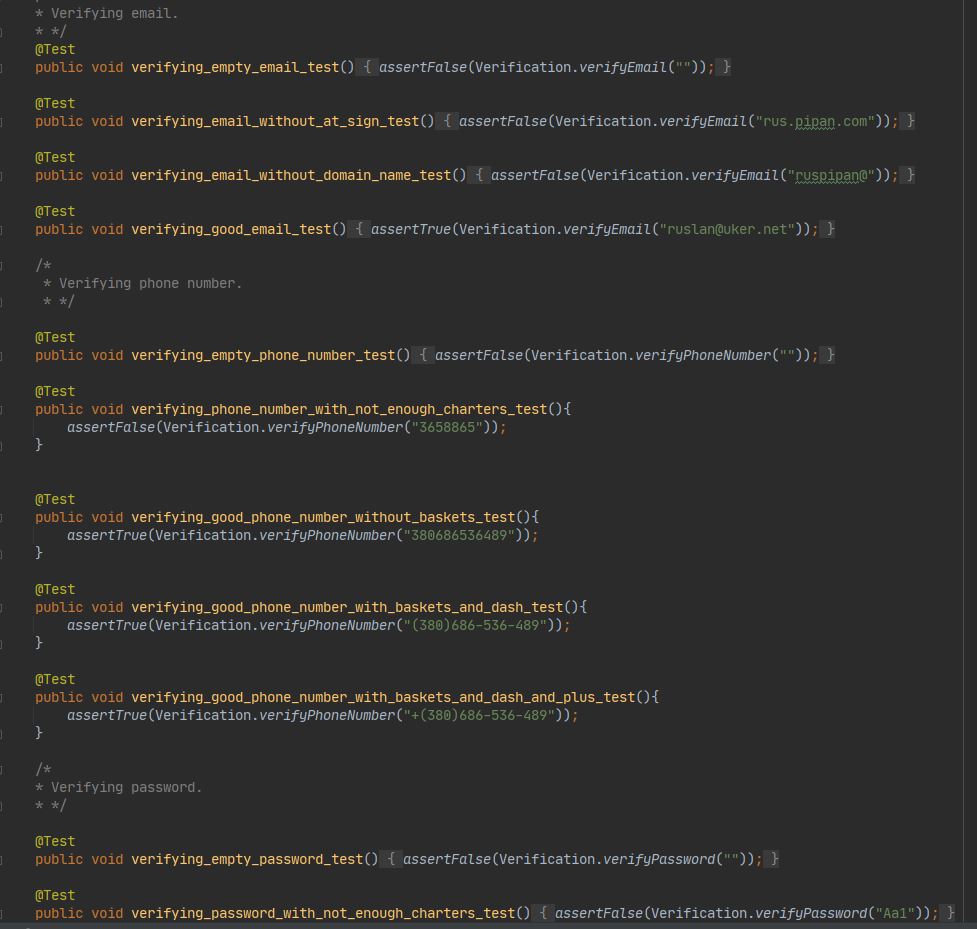 * Verifying email.
* */
@Test
public void verifying_empty_email_test() { assertFalse(Verification.verifyEmail("")); }
@Test
public void verifying_email_without_at_sign_test() { assertFalse(Verification.verifyEmail("rus.pipan.com")); }
@Test
public void verifying_email_without_domain_name_test() { assertFalse(Verification.verifyEmail("ruspipan@")); }
@Test
public void verifying_good_email_test() { assertTrue(Verification.verifyEmail("ruslan@uker.net")); }
/*
* Verifying phone number.
* */
@Test
public void verifying_empty_phone_number_test() { assertFalse(Verification.verifyPhoneNumber("")); }
@Test
public void verifying_phone_number_with_not_enough_charters_test(){
assertFalse(Verification.verifyPhoneNumber("3658865"));
}
@Test
public void verifying_good_phone_number_without_baskets_test(){
assertTrue(Verification.verifyPhoneNumber("380686536489"));
}
@Test
public void verifying_good_phone_number_with_baskets_and_dash_test(){
assertTrue(Verification.verifyPhoneNumber("(380)686-536-489"));
}
@Test
public void verifying_good_phone_number_with_baskets_and_dash_and_plus_test(){
assertTrue(Verification.verifyPhoneNumber("+(380)686-536-489"));
}
/*
* Verifying password.
* */
@Test
public void verifying_empty_password_test() { assertFalse(Verification.verifyPassword("")); }
@Test
public void verifying_password_with_not_enough_charters_test() { assertFalse(Verification.verifyPassword("Aa1")); }